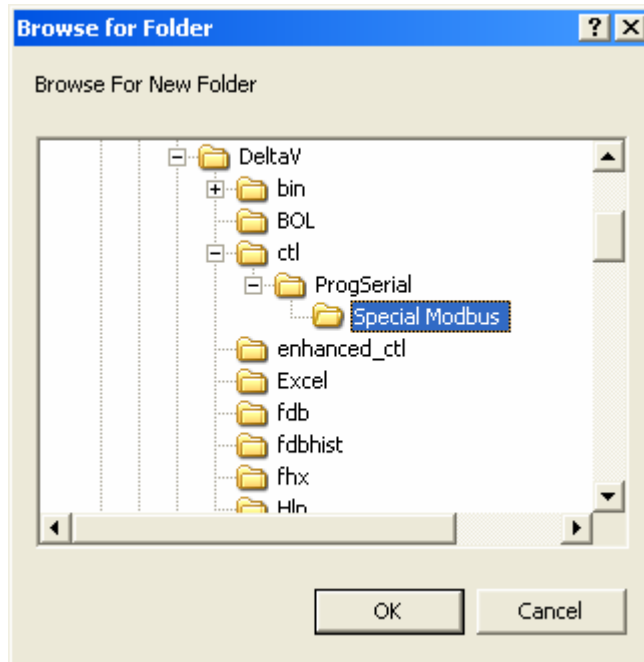 Browse for Folder
Browse For New Folder
DeltaV
bin
BOL
ctl
ProgSerial
Special Modbus
enhanced_ctl
Excel
fdb
fdbhist
fhx
Hln
OK
Cancel